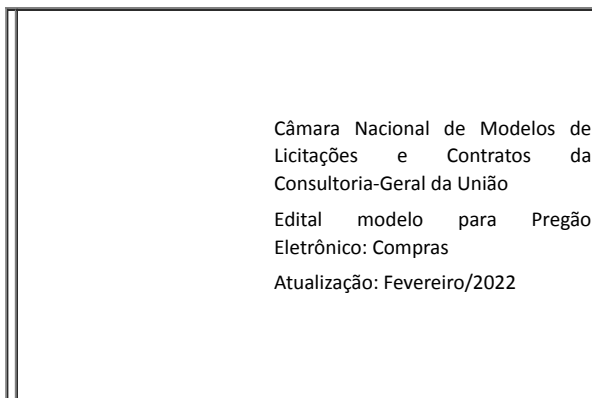 Câmara Nacional de Modelos de
Licitações e Contratos da
Consultoria-Geral da União
Edital modelo para Pregão
Eletrônico: Compras
Atualização: Fevereiro/2022